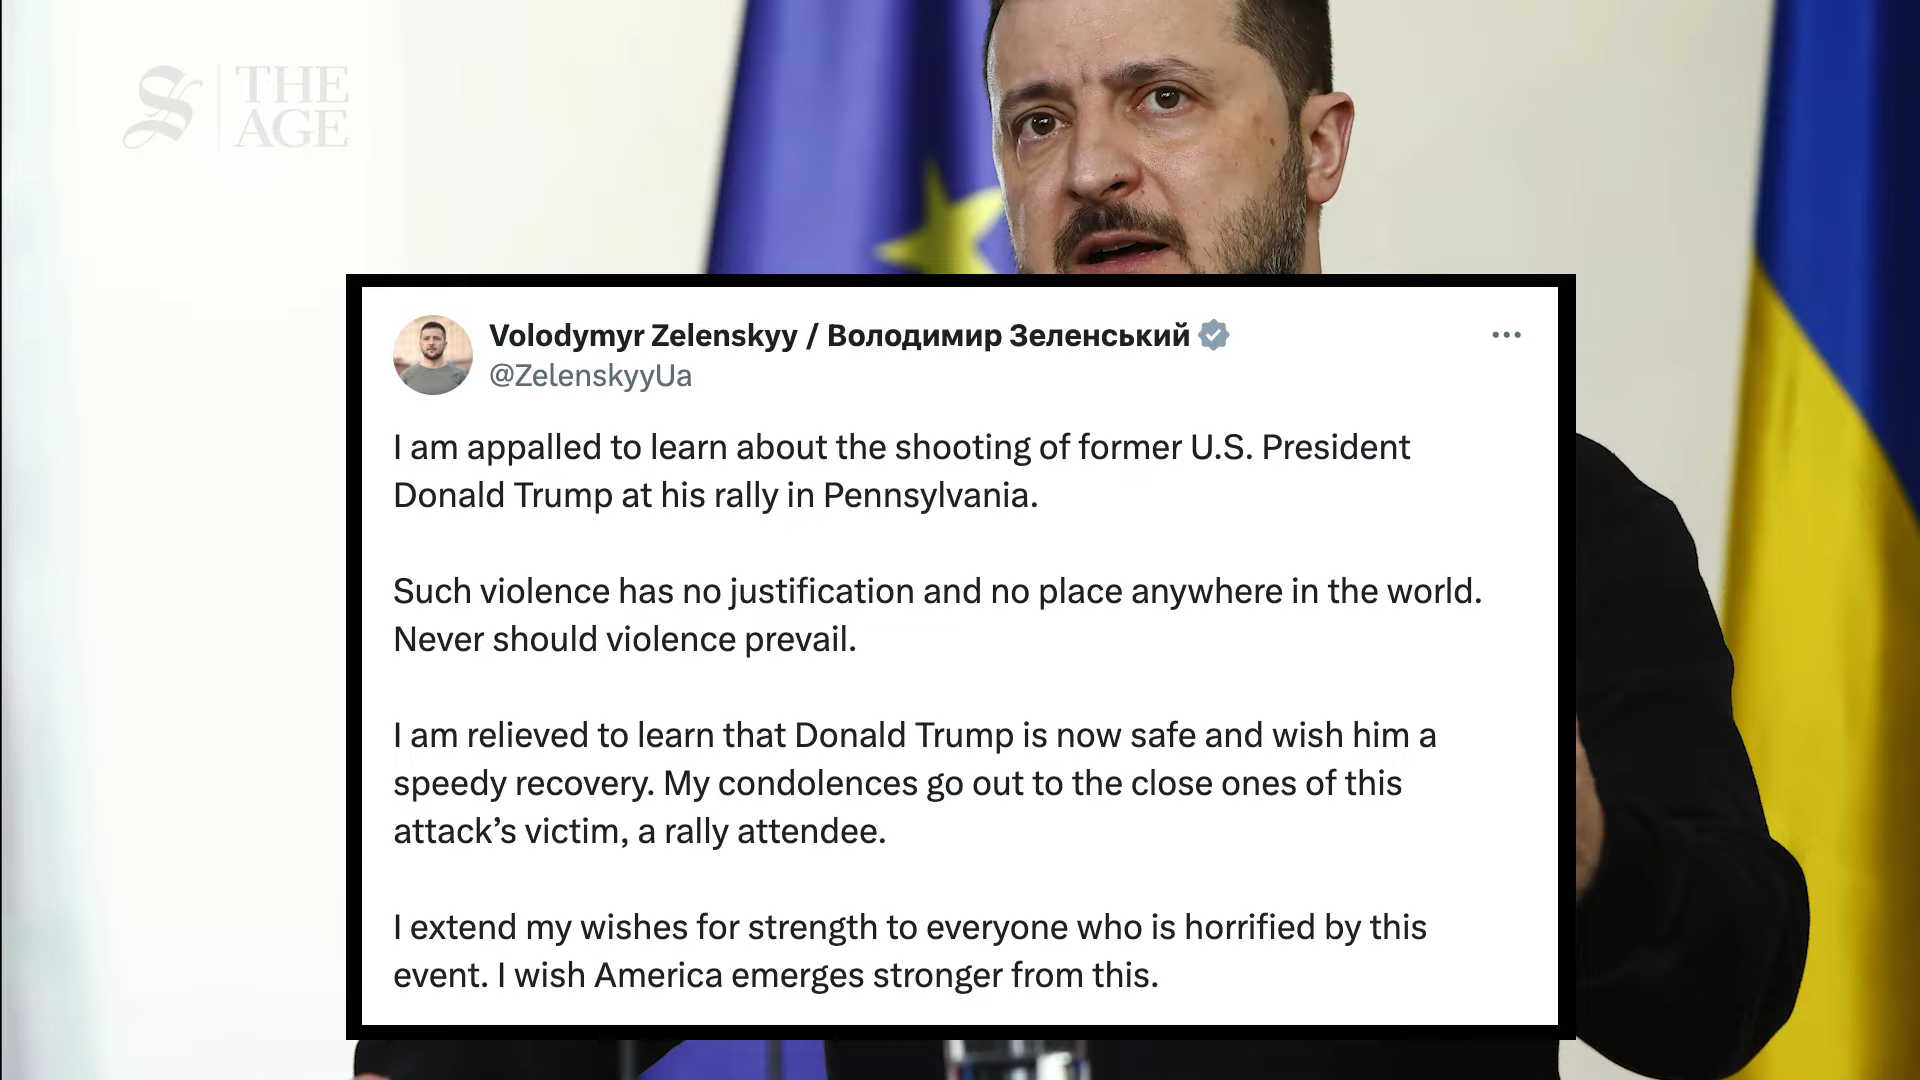 THE
AGE
Volodymyr Zelenskyy / Володимир Зеленський
@ZelenskyyUa
I am appalled to learn about the shooting of former U.S. President
Donald Trump at his rally in Pennsylvania.
Such violence has no justification and no place anywhere in the world.
Never should violence prevail.
I am relieved to learn that Donald Trump is now safe and wish him a
speedy recovery. My condolences go out to the close ones of this
attack’s victim, a rally attendee.
I extend my wishes for strength to everyone who is horrified by this
event. I wish America emerges stronger from this.